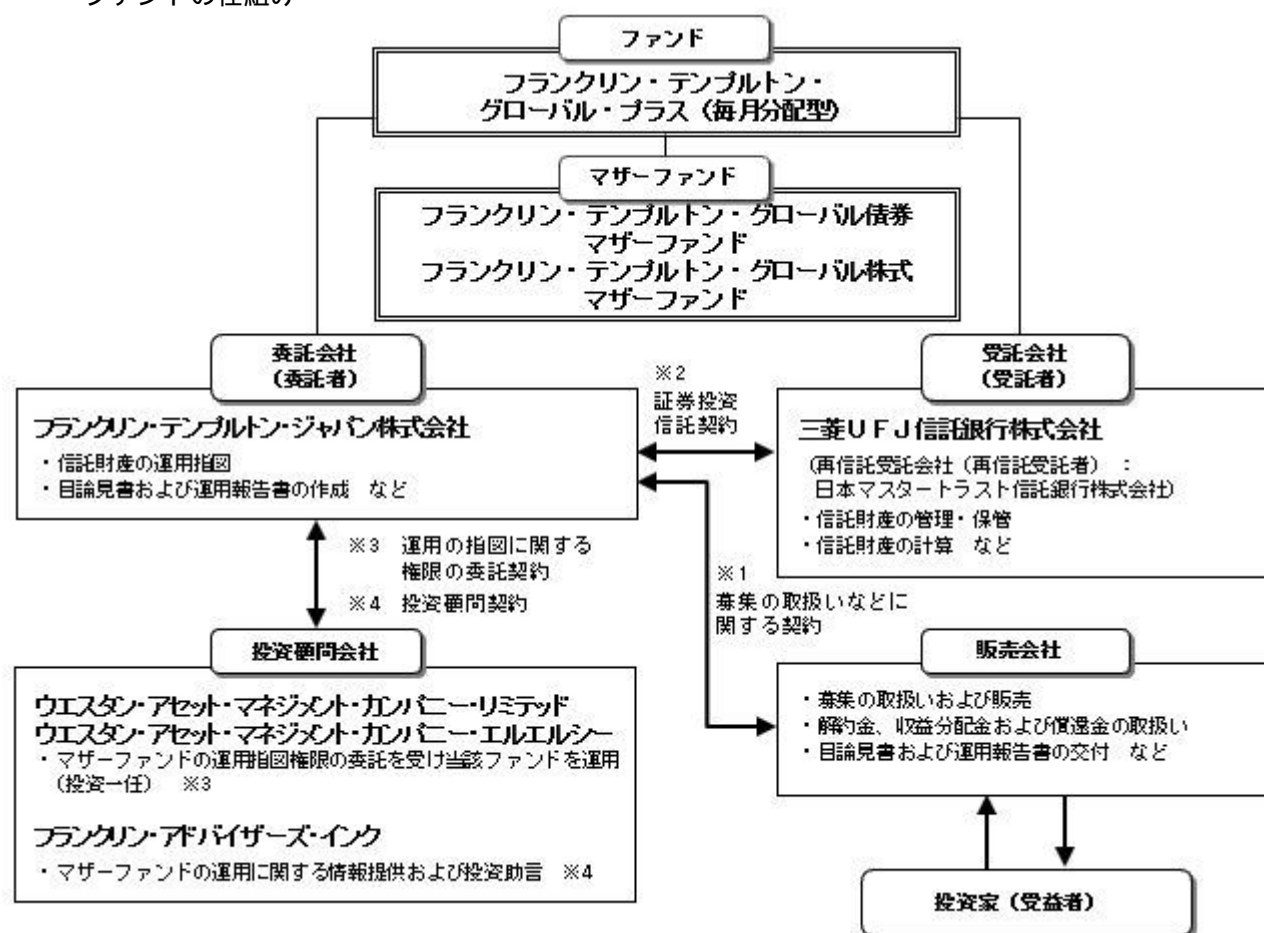 ファンドの仕組み
ファンド
フランクリン・テンプルトン・
グローバル・プラス（毎月分配型）
マザーファンド
フランクリン・テンプルトン・グローバル債券
マザーファンド
フランクリン・テンプルトン・グローバル株式
マザーファンド
委託会社
（委託者）
フランクリン・テンプルトン・ジャパン株式会社
・信託財産の運用指図
・目論見書および運用報告書の作成　など
※2
証券投資
信託契約
受託会社
（受託者）
三菱ＵＦＪ信託銀行株式会社
（再信託受託会社（再信託受託者）：
日本マスタートラスト信託銀行株式会社）
・信託財産の管理・保管
・信託財産の計算　など
※3　運用の指図に関する
権限の委託契約
※4　投資顧問契約
※1
募集の取扱いなどに
関する契約
投資顧問会社
ウエスタン・アセット・マネジメント・カンパニー・リミテッド
ウエスタン・アセット・マネジメント・カンパニー・エルエルシー
・マザーファンドの運用指図権限の委託を受け当該ファンドを運用
（投資一任）　※3
フランクリン・アドバイザーズ・インク
・マザーファンドの運用に関する情報提供および投資助言　※4
販売会社
・募集の取扱いおよび販売
・解約金、収益分配金および償還金の取扱い
・目論見書および運用報告書の交付　など
投資家（受益者）